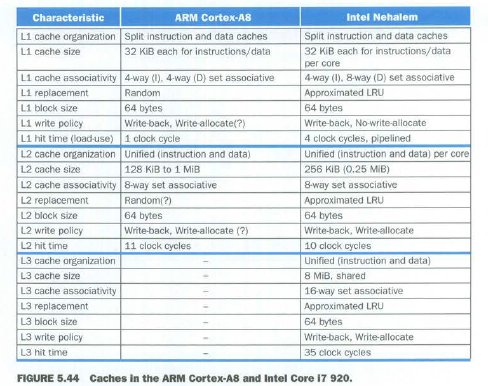 Characteristic ARM Cortex-A8 Intel Nehalem
L1 cache organization Split instruction and data caches Split instruction and data caches
L1 cache size 32 KiB each for instructions/data 32 KiB each for instructions/data
per core
L1 cache associativity 4-way (I), 4-way (D) set associative 4-way (I), 8-way (D) set associative
L1 replacement Random Approximated LRU
L1 block size 64 bytes 64 bytes
L1 write policy Write-back, Write-allocate(?) Write-back, No-write-allocate
L1 hit time (load-use) 1 clock cycle 4 clock cycles, pipelined
L2 cache organization Unified (instruction and data) Unified (instruction and data) per core
L2 cache size 128 KiB to 1 MiB 256 KiB (0.25 MiB)
L2 cache associativity 8-way set associative 8-way set associative
L2 replacement Random(?) Approximated LRU
L2 block size 64 bytes 64 bytes
L2 write policy Write-back, Write-allocate (?) Write-back, Write-allocate
L2 hit time 11 clock cycles 10 clock cycles
L3 cache organization – Unified (instruction and data)
L3 cache size – 8 MiB, shared
L3 cache associativity – 16-way set associative
L3 replacement – Approximated LRU
L3 block size – 64 bytes
L3 write policy – Write-back, Write-allocate
L3 hit time – 35 clock cycles
FIGURE 5.44 Caches in the ARM Cortex-A8 and Intel Core i7 920.